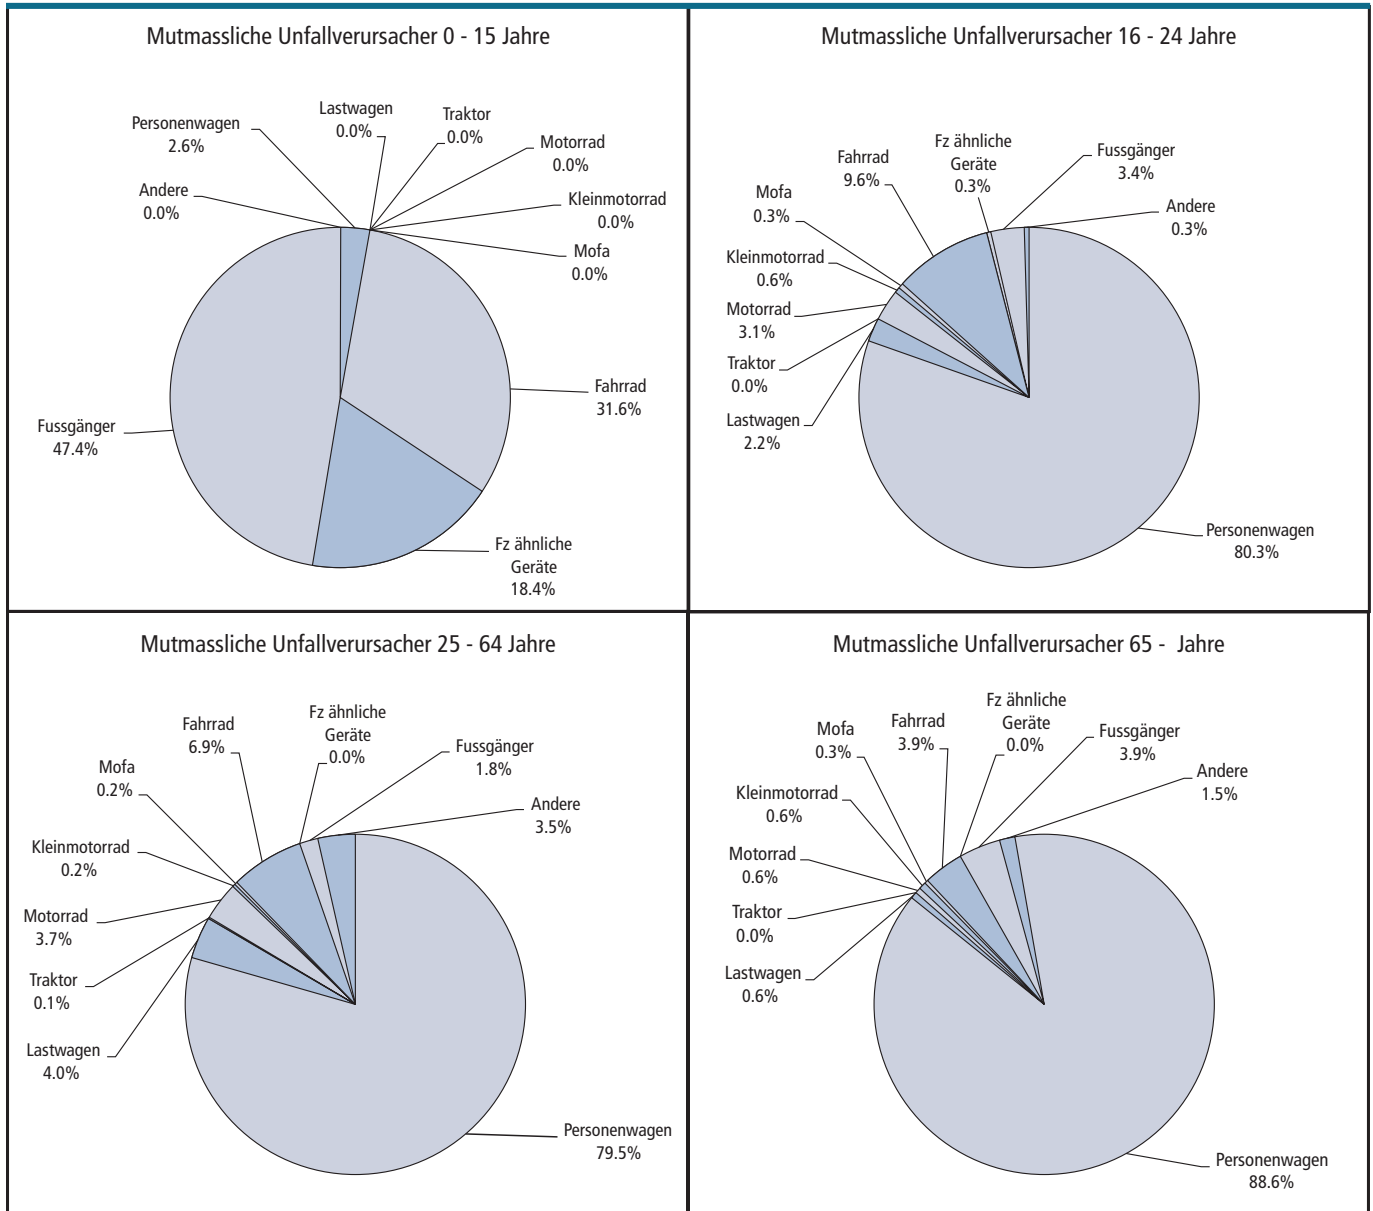 Mutmassliche Unfallverursacher 0 - 15 Jahre
Lastwagen
0.0%
Traktor
0.0%
Personenwagen
2.6%
Motorrad
0.0%
Andere
0.0%
Kleinmotorrad
0.0%
Mofa
0.0%
Fahrrad
31.6%
Fussgänger
47.4%
Fz ähnliche
Geräte
18.4%
Mutmassliche Unfallverursacher 16 - 24 Jahre
Fz ähnliche
Geräte
0.3%
Fussgänger
3.4%
Fahrrad
9.6%
Mofa
0.3%
Andere
0.3%
Kleinmotorrad
0.6%
Motorrad
3.1%
Traktor
0.0%
Lastwagen
2.2%
Personenwagen
80.3%
Mutmassliche Unfallverursacher 25 - 64 Jahre
Fz ähnliche
Geräte
0.0%
Fahrrad
6.9%
Fussgänger
1.8%
Mofa
0.2%
Andere
3.5%
Kleinmotorrad
0.2%
Motorrad
3.7%
Traktor
0.1%
Lastwagen
4.0%
Personenwagen
79.5%
Mutmassliche Unfallverursacher 65 - Jahre
Fz ähnliche
Geräte
0.0%
Fahrrad
3.9%
Mofa
0.3%
Fussgänger
3.9%
Andere
1.5%
Kleinmotorrad
0.6%
Motorrad
0.6%
Traktor
0.0%
Lastwagen
0.6%
Personenwagen
88.6%